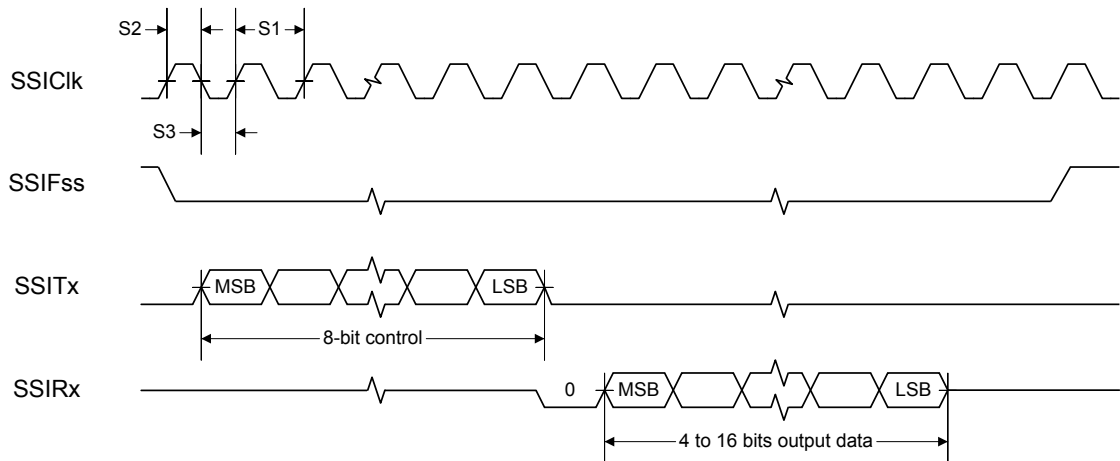 S2
S1
SSIClk
S3
SSIFss
SSITx
MSB
LSB
8-bit control
SSIRx
0
MSB
LSB
4 to 16 bits output data